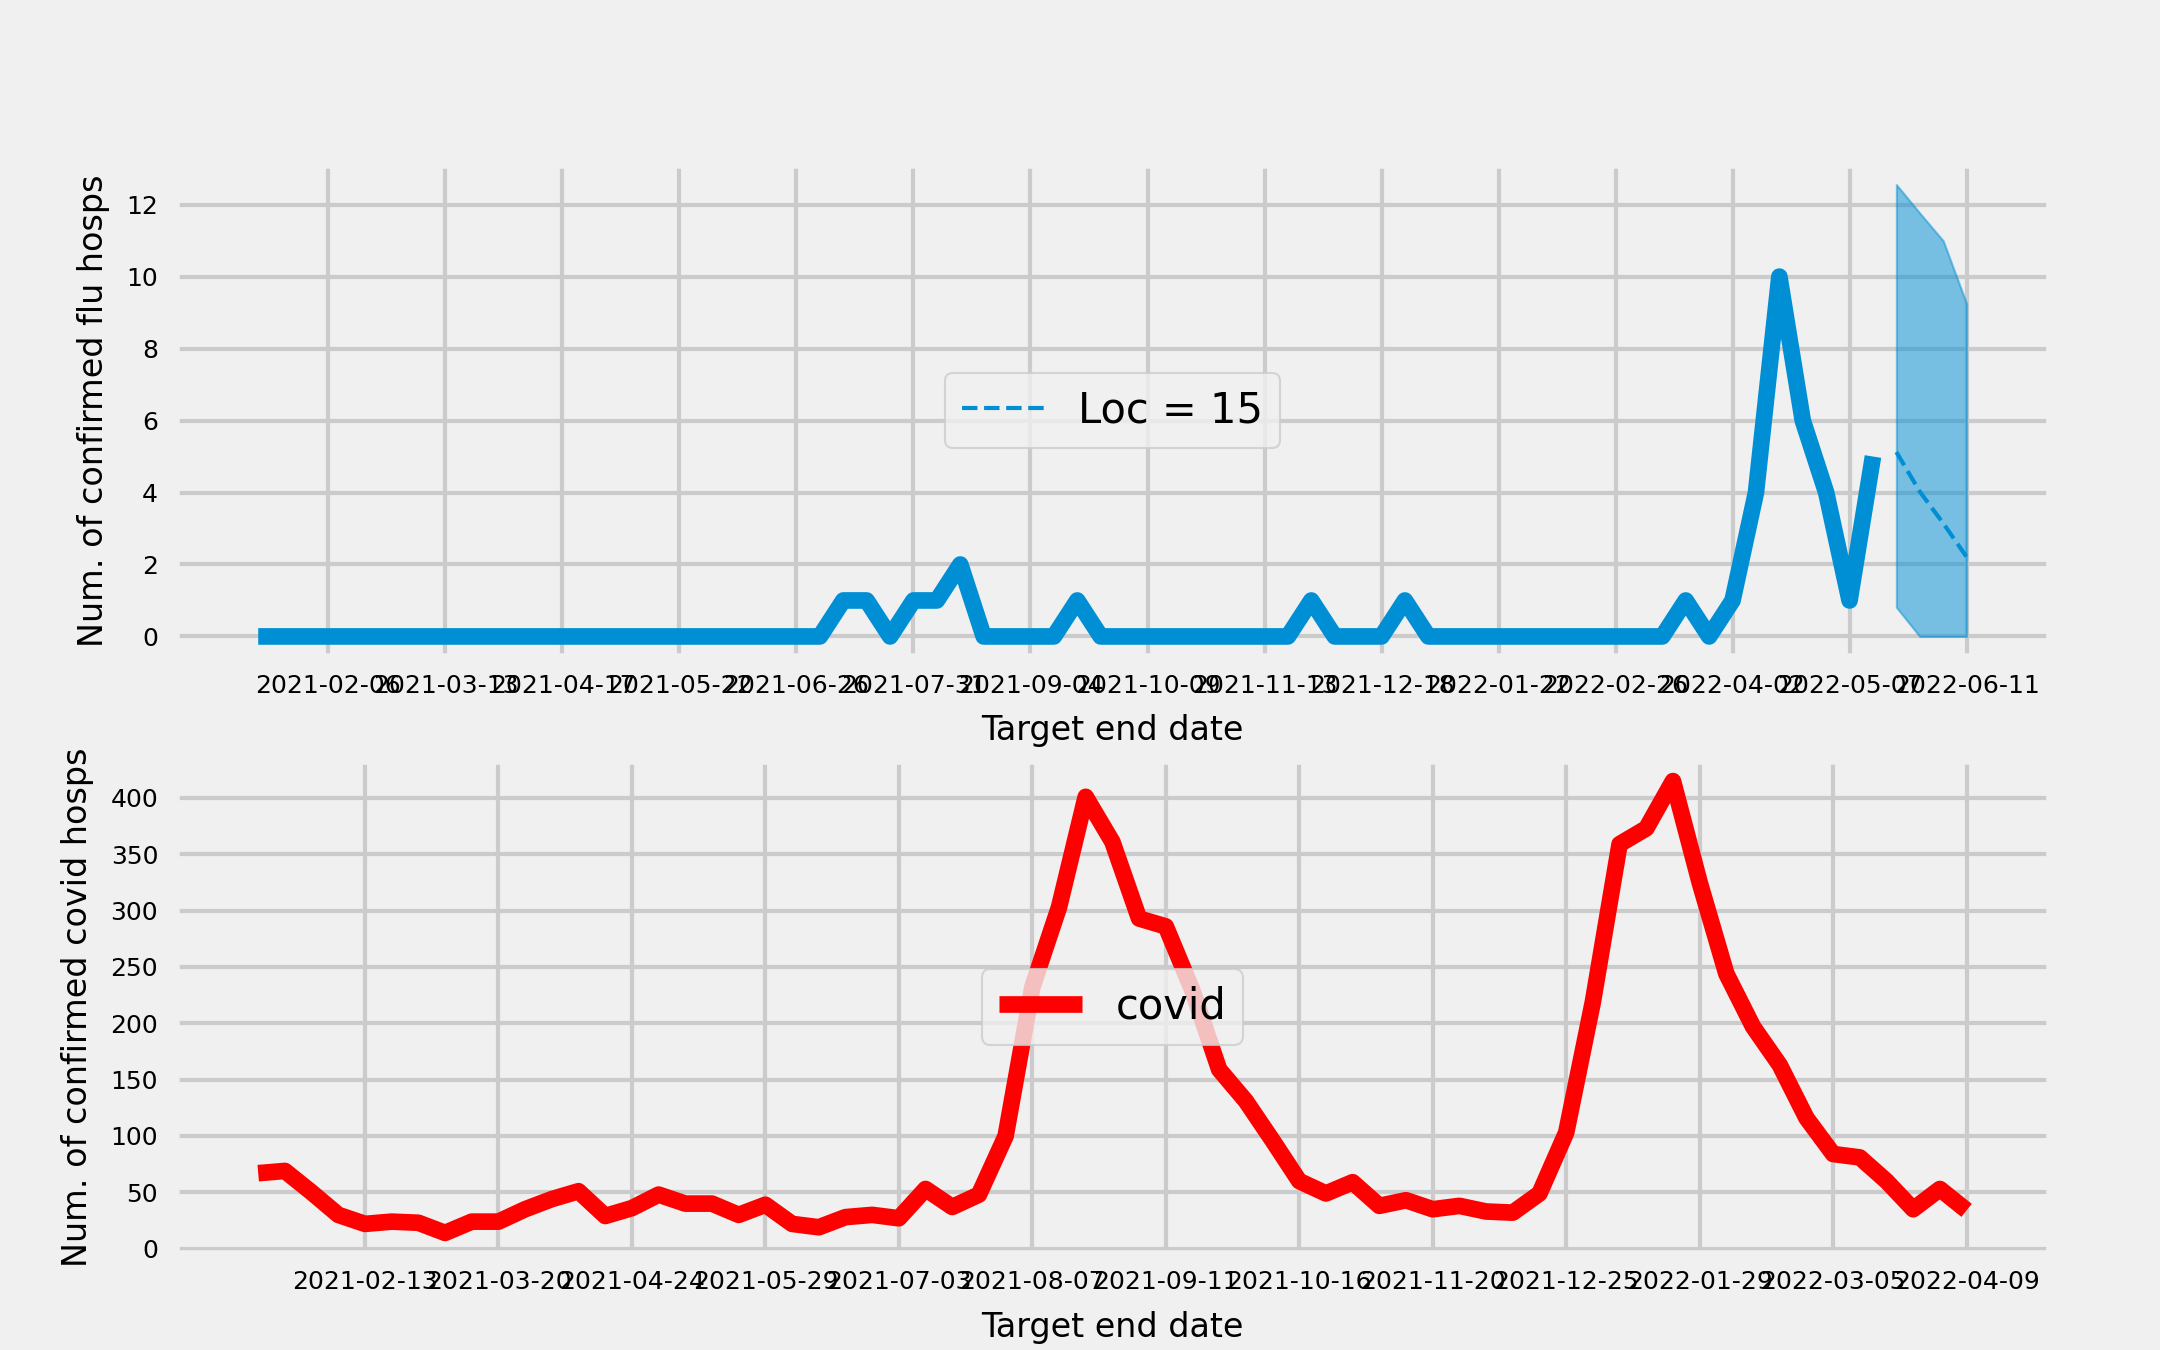 Num. of confirmed flu hosps
12
10
8
6
4
2
0
Loc = 15
2021-02-06 2021-03-13 2021-04-17 2021-05-22 2021-06-26 2021-07-31 2021-09-04 2021-10-09 2021-11-13 2021-12-18 2022-01-22 2022-02-26 2022-04-02 2022-05-07 2022-06-11
Target end date
Num. of confirmed covid hosps
400
350
300
250
200
150
100
50
0
covid
2021-02-13 2021-03-20 2021-04-24 2021-05-29 2021-07-03 2021-08-07 2021-09-11 2021-10-16 2021-11-20 2021-12-25 2022-01-29 2022-03-05 2022-04-09
Target end date